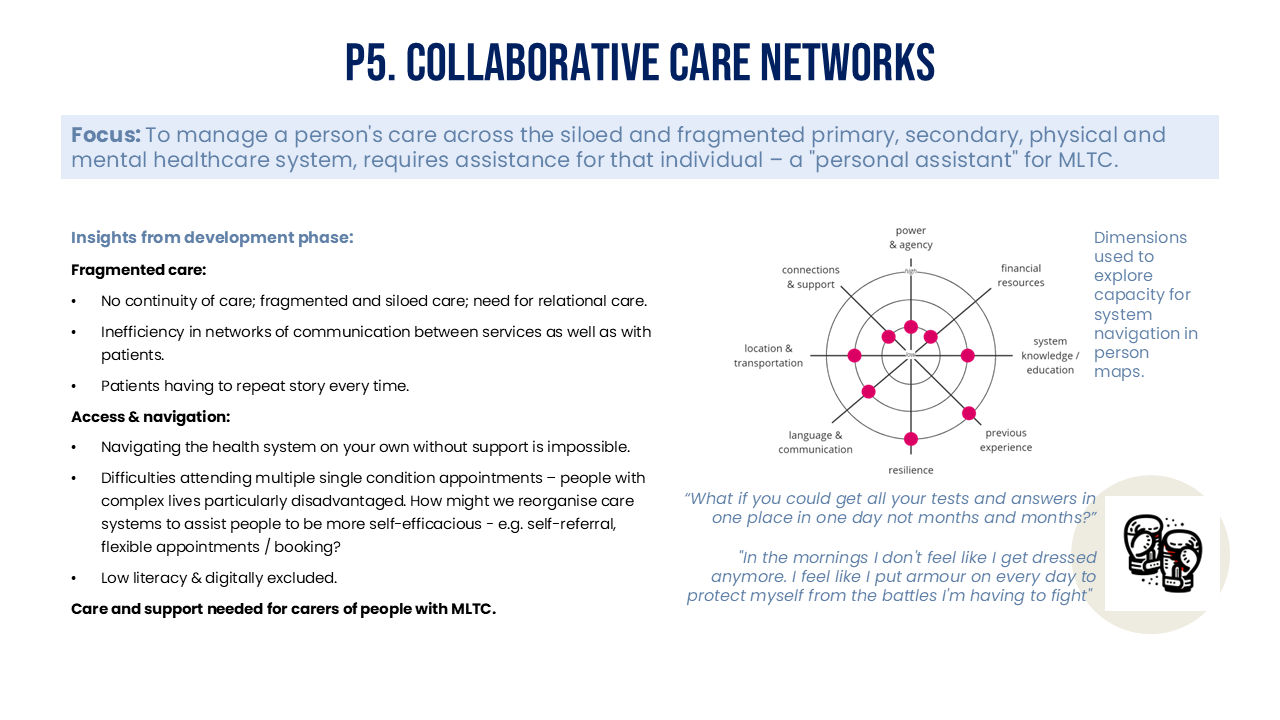 P5. COLLABORATIVE CARE NETWORKS
Focus: To manage a person's care across the siloed and fragmented primary, secondary, physical and
mental healthcare system, requires assistance for that individual – a "personal assistant" for MLTC.
Insights from development phase:
Fragmented care:
• No continuity of care; fragmented and siloed care; need for relational care.
• Inefficiency in networks of communication between services as well as with
patients.
• Patients having to repeat story every time.
Access & navigation:
• Navigating the health system on your own without support is impossible.
• Difficulties attending multiple single condition appointments – people with
complex lives particularly disadvantaged. How might we reorganise care
systems to assist people to be more self-efficacious - e.g. self-referral,
flexible appointments / booking?
• Low literacy & digitally excluded.
Care and support needed for carers of people with MLTC.
power
& agency
high
connections
& support
financial
resources
location &
transportation
low
system
knowledge /
education
language &
communication
previous
experience
resilience
Dimensions
used to
explore
capacity for
system
navigation in
person
maps.
“What if you could get all your tests and answers in
one place in one day not months and months?”
"In the mornings I don't feel like I get dressed
anymore. I feel like I put armour on every day to
protect myself from the battles I'm having to fight"